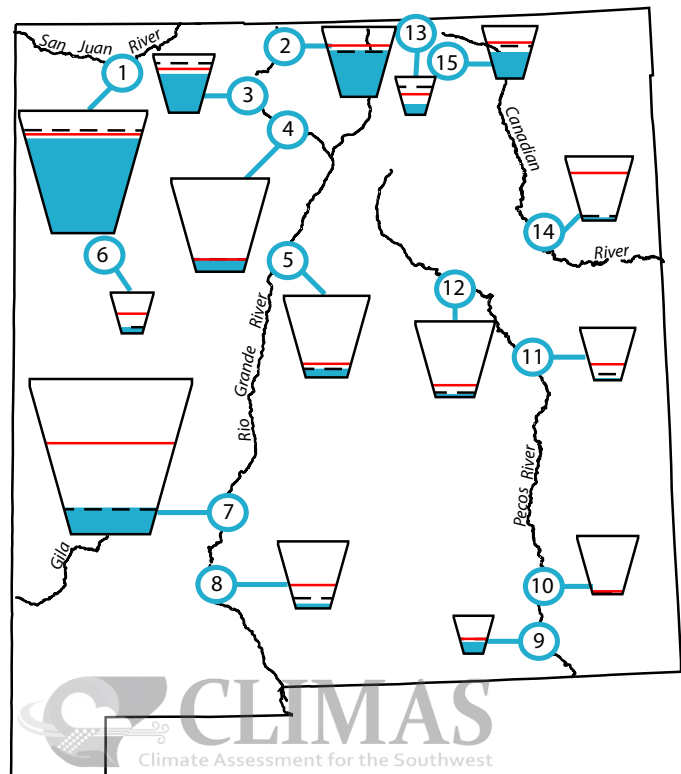 San Juan River
1
2
13
15
3
4
Canadian
14
River
6
5
12
Rio Grande River
11
Pecos River
7
Gila
8
10
9
CLIMAS
Climate Assessment for the Southwest